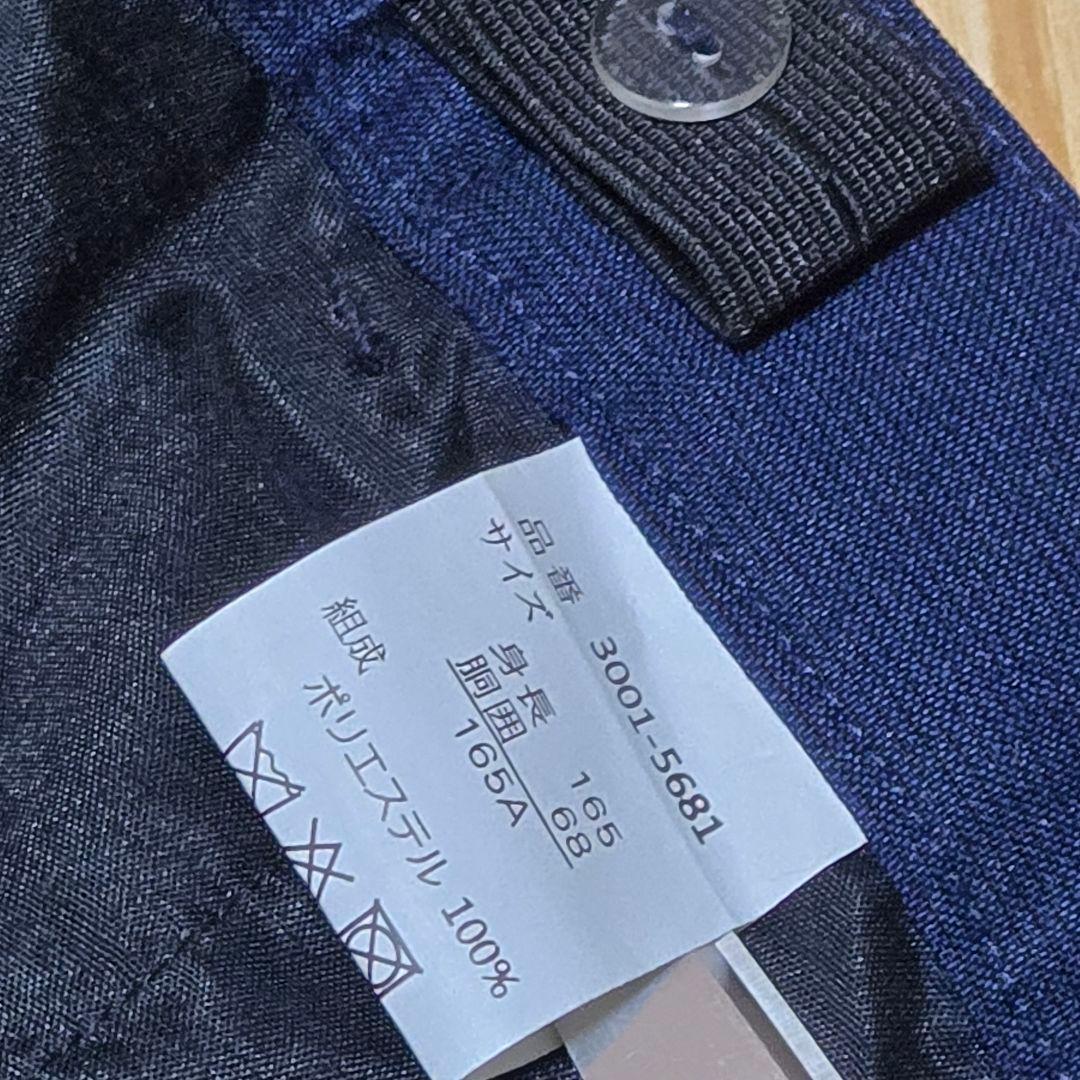 品番 3001-5681
サイズ
身長 165
胴囲 68
165A
組成
ポリエステル 100%